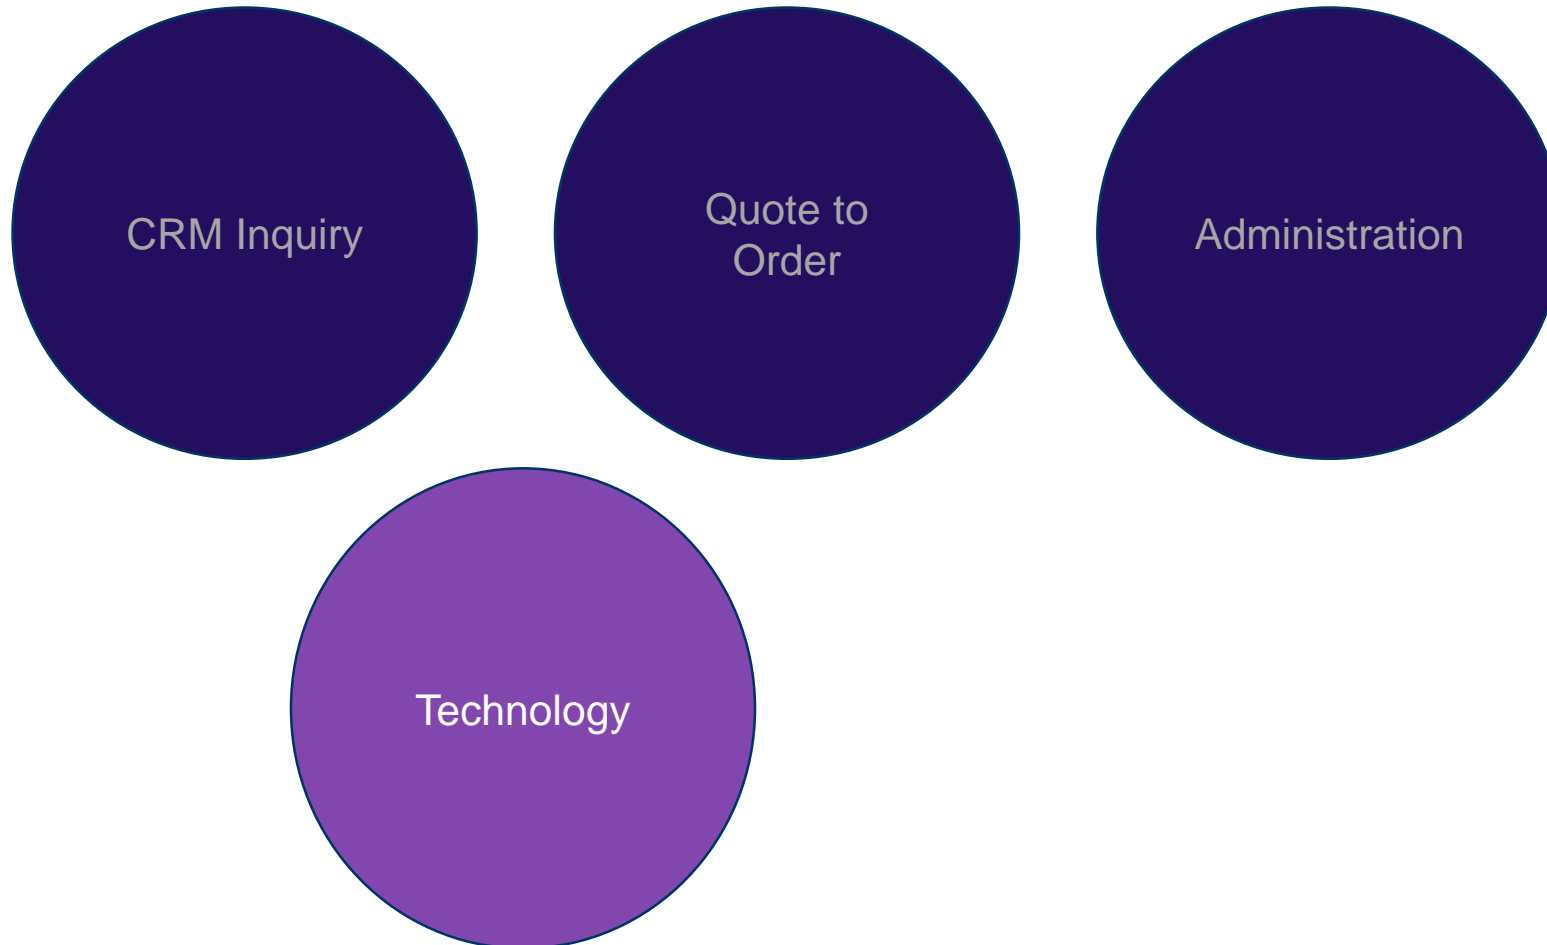 CRM Inquiry
Quote to
Order
Administration
Technology